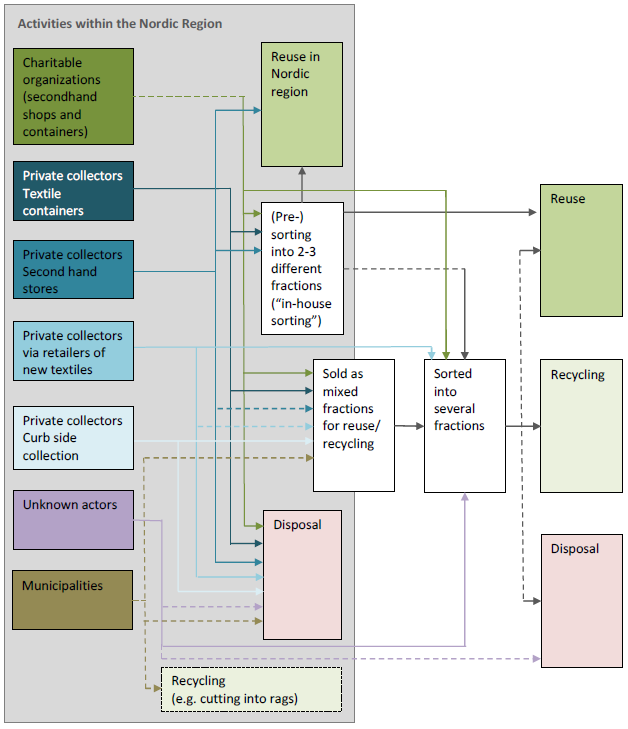 Activities within the Nordic Region
Charitable
organizations
(secondhand
shops and
containers)
Reuse in
Nordic
region
Private collectors
Textile
containers
Private collectors
Second hand
stores
(Pre-)
sorting
into 2-3
different
fractions
(“in-house
sorting”)
Reuse
Private collectors
via retailers of
new textiles
Sold as
mixed
fractions
for reuse/
recycling
Sorted
into
several
fractions
Recycling
Private collectors
Curb side
collection
Unknown actors
Disposal
Disposal
Municipalities
Recycling
(e.g. cutting into rags)